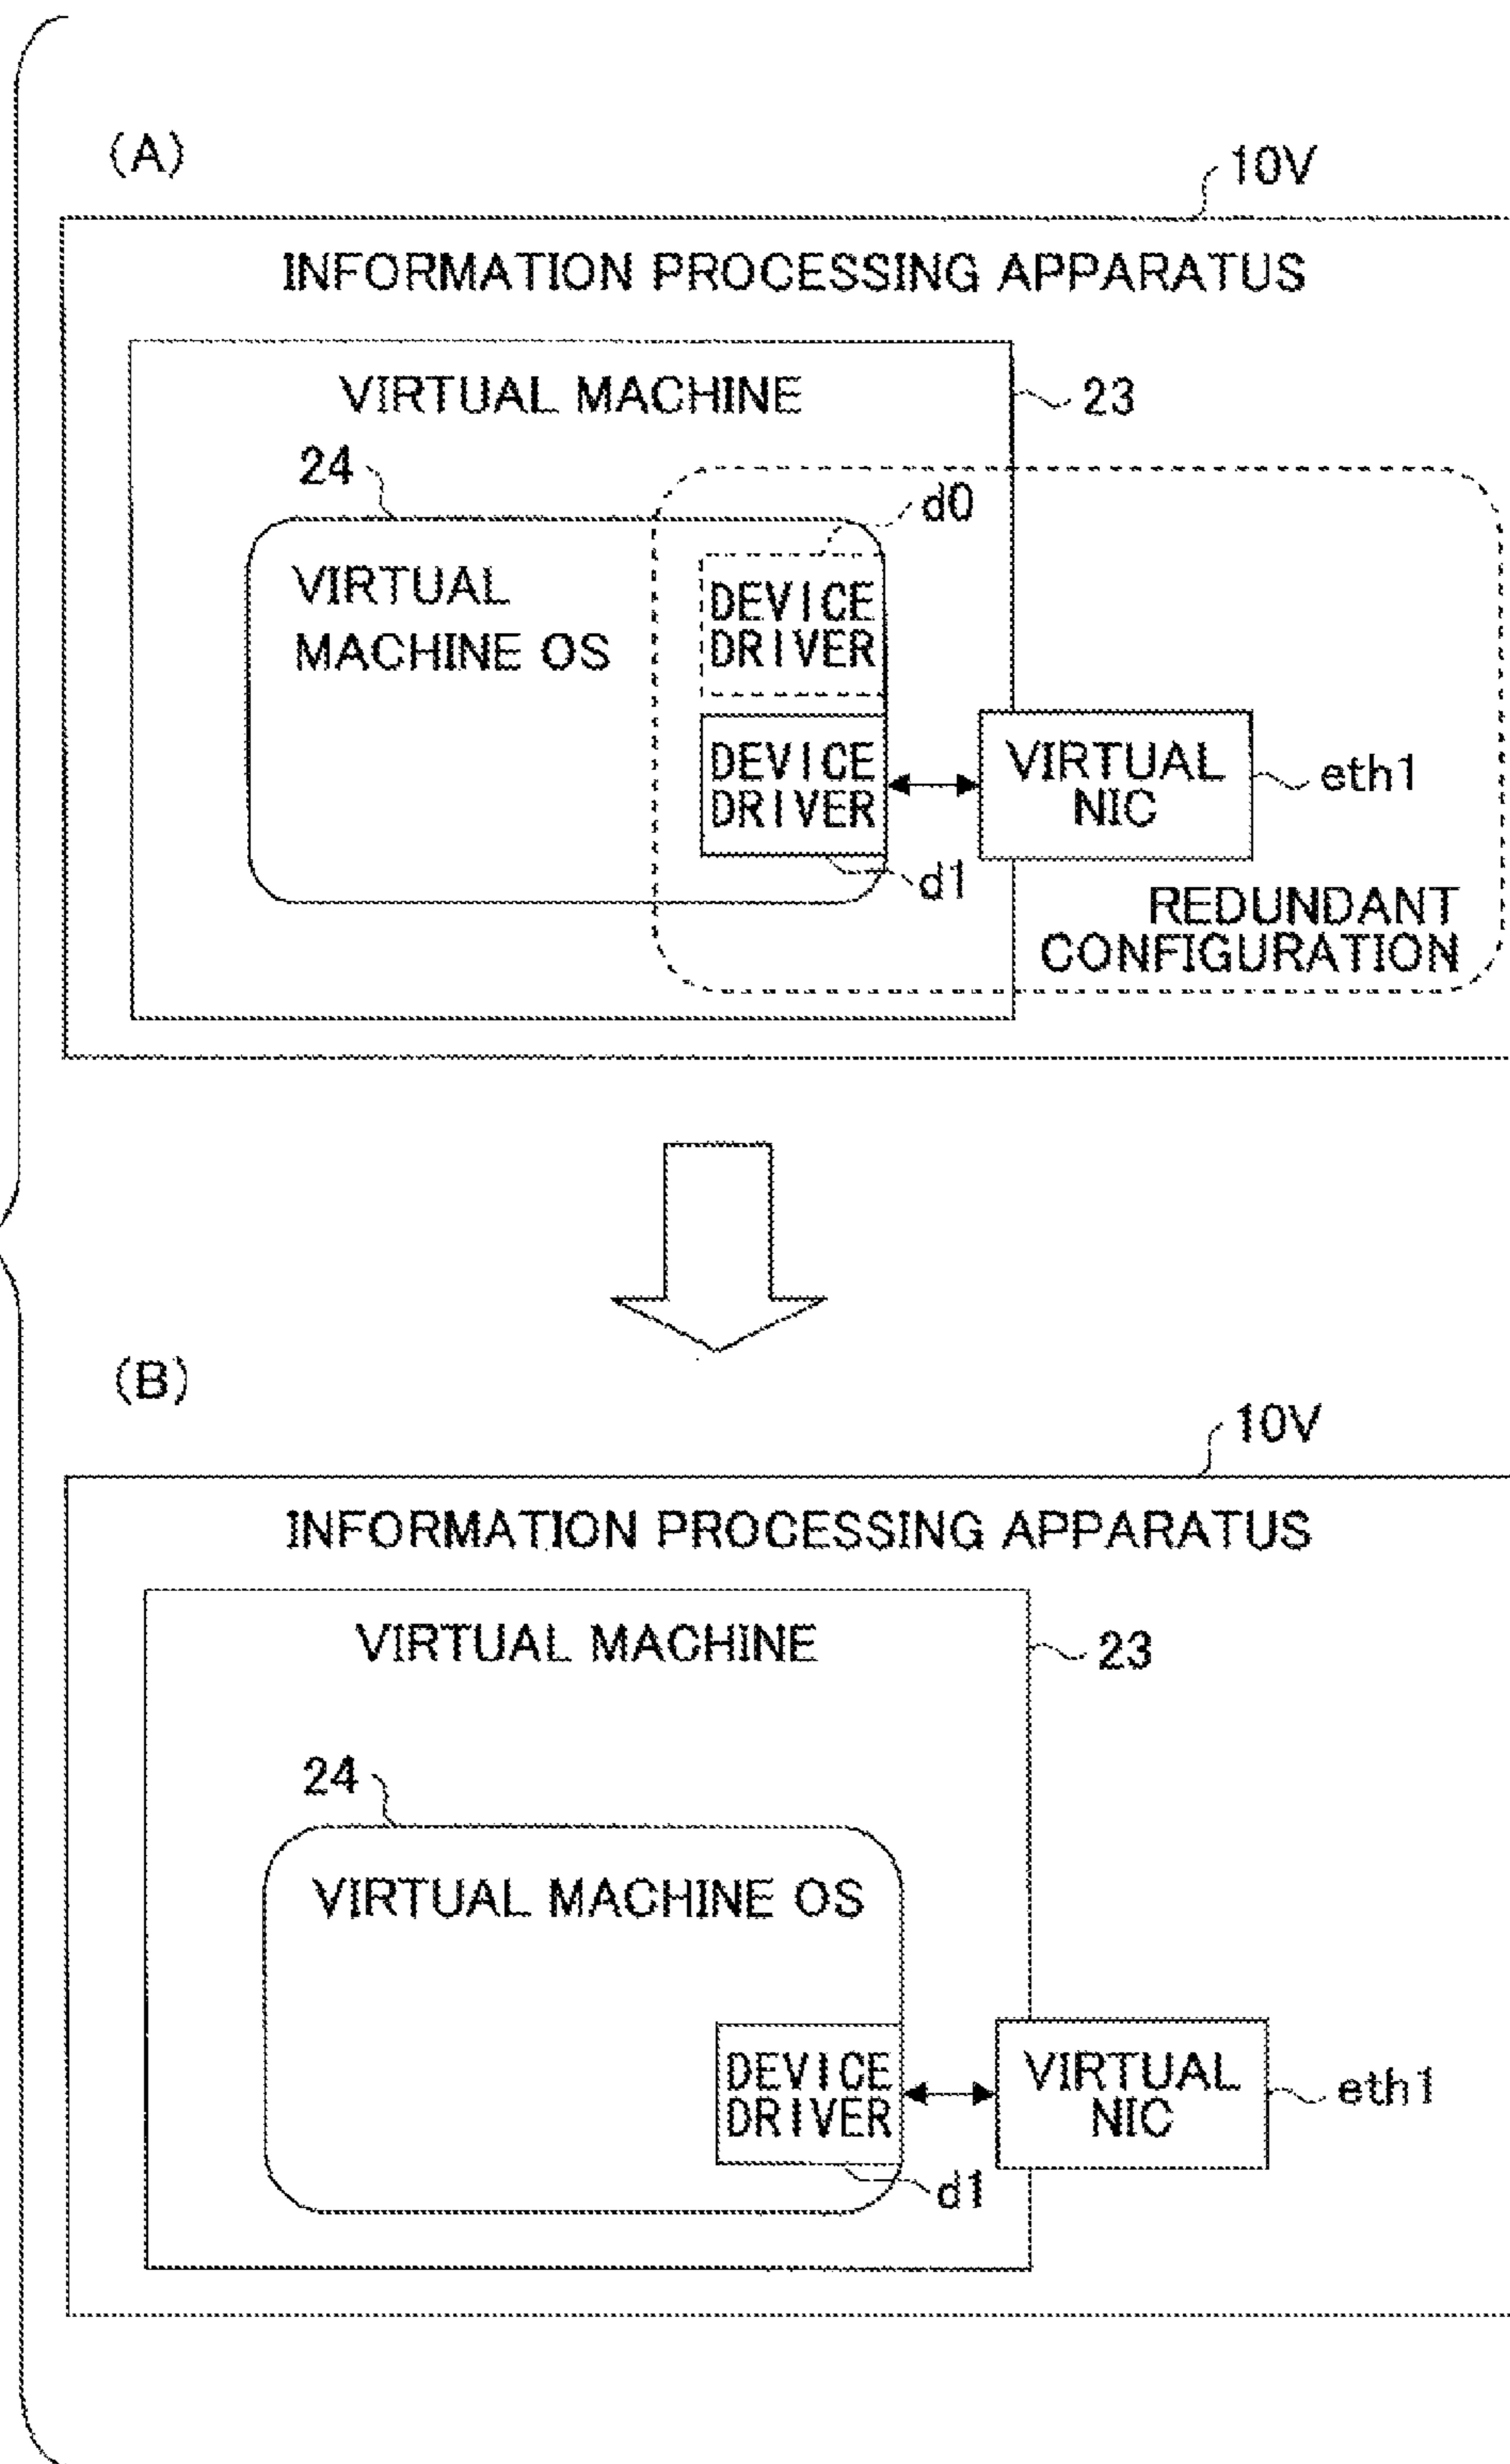 (A)
10V
INFORMATION PROCESSING APPARATUS
VIRTUAL MACHINE
23
24
d0
VIRTUAL
MACHINE OS
DEVICE
DRIVER
DEVICE
DRIVER
VIRTUAL
NIC
eth1
d1
REDUNDANT
CONFIGURATION
(B)
10V
INFORMATION PROCESSING APPARATUS
VIRTUAL MACHINE
23
24
VIRTUAL MACHINE OS
DEVICE
DRIVER
VIRTUAL
NIC
eth1
d1